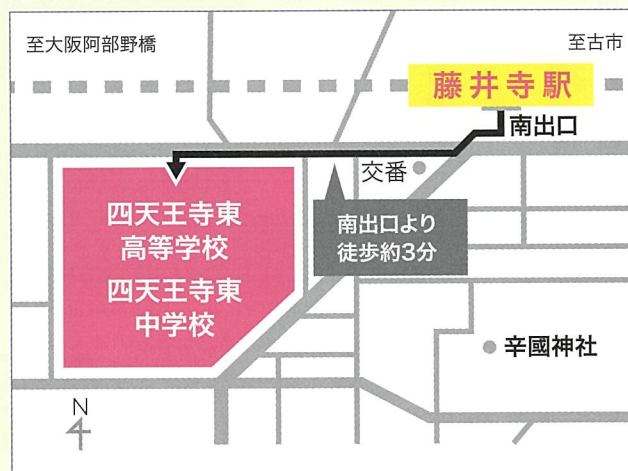 至大阪阿部野橋
至古市
藤井寺駅
南出口
交番
南出口より
徒歩約3分
四天王寺東
高等学校
四天王寺東
中学校
辛國神社
N